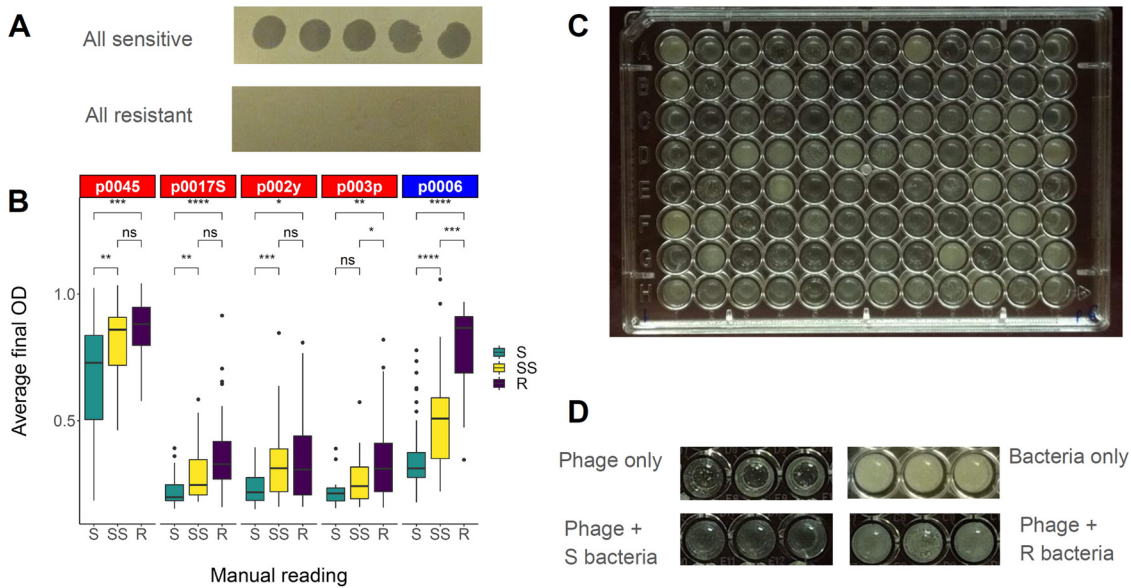 A
All sensitive
All resistant
B
p0045 p0017S p002y p003p p0006
*** **** * ** ****
ns ns ns * ***
** ** *** ns ****
1.0
0.5
Average final OD
S SS R S SS R S SS R S SS R S SS R
Manual reading
S
SS
R
C
A
B
C
D
E
F
G
H
D
Phage only
Bacteria only
Phage +
S bacteria
Phage +
R bacteria